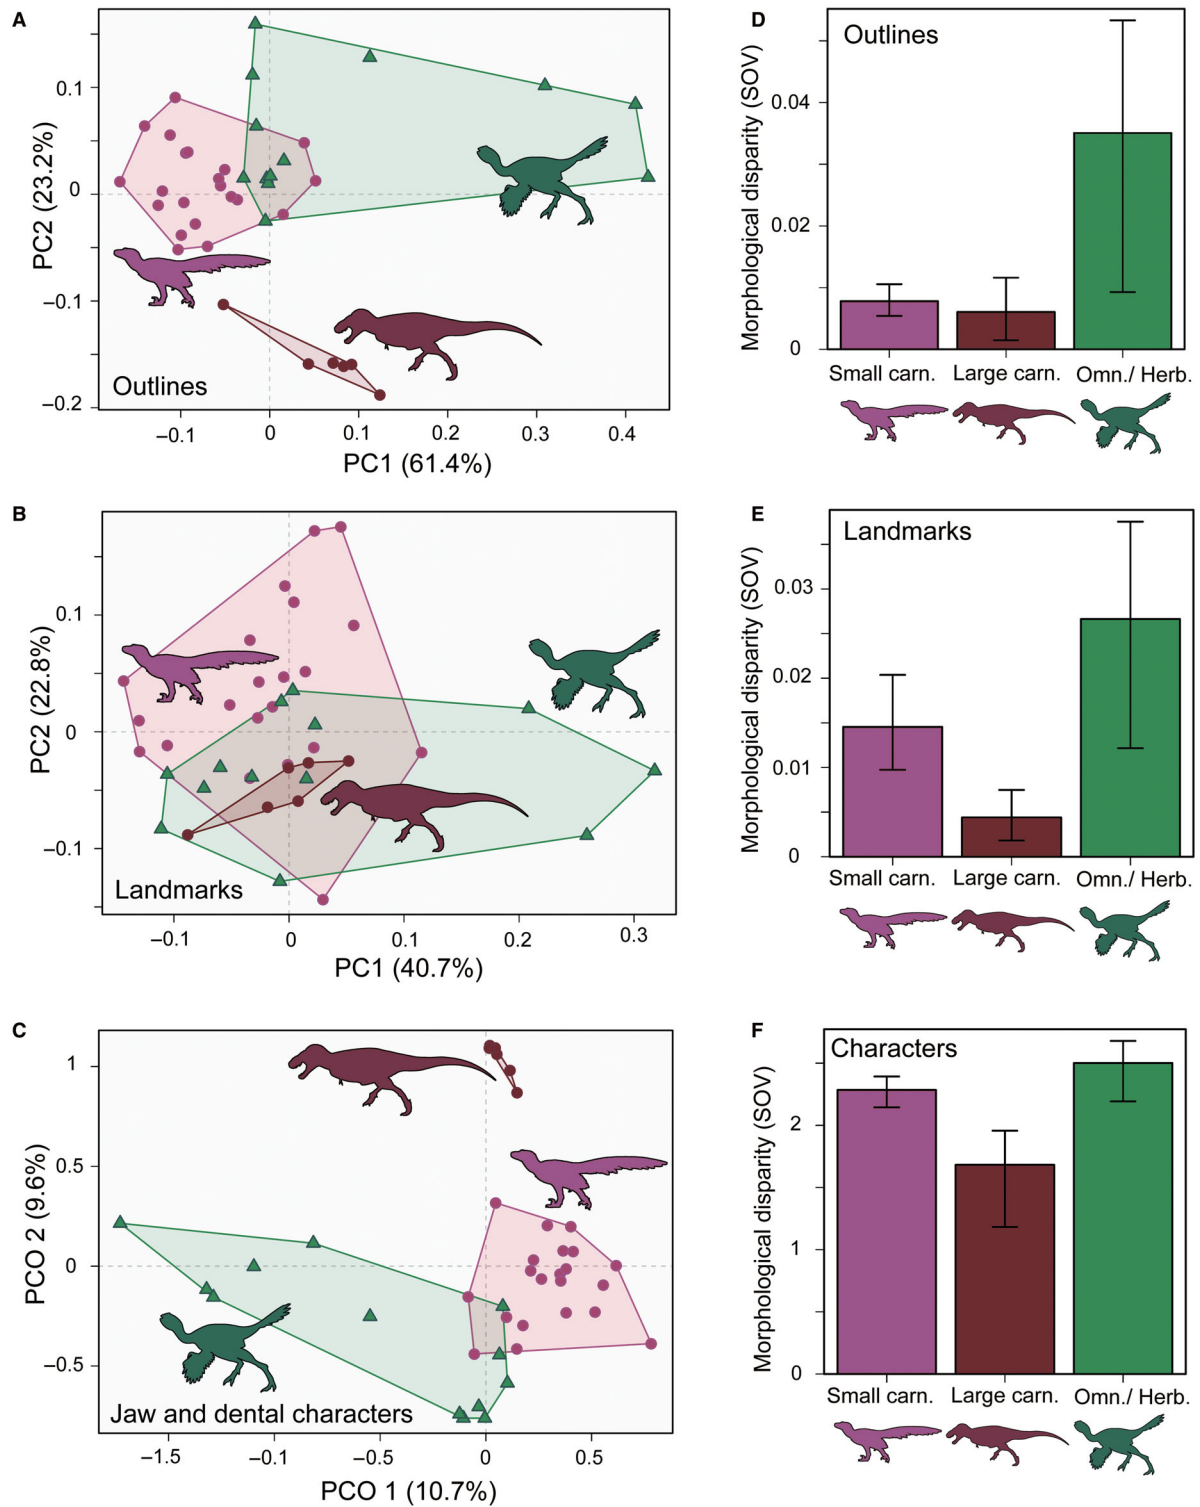 A
PC2 (23.2%)
0.1
0
−0.1
−0.2
Outlines
−0.1 0 0.1 0.2 0.3 0.4
PC1 (61.4%)
D
Morphological disparity (SOV)
Outlines
0.04
0.02
0
Small carn. Large carn. Omn./ Herb.
B
PC2 (22.8%)
0.1
0
−0.1
Landmarks
−0.1 0 0.1 0.2 0.3
PC1 (40.7%)
E
Morphological disparity (SOV)
Landmarks
0.03
0.02
0.01
0
Small carn. Large carn. Omn./ Herb.
C
PCO 2 (9.6%)
1
0.5
0
−0.5
Jaw and dental characters
−1.5 −0.1 −0.5 0 0.5
PCO 1 (10.7%)
F
Morphological disparity (SOV)
Characters
2
1
0
Small carn. Large carn. Omn./ Herb.